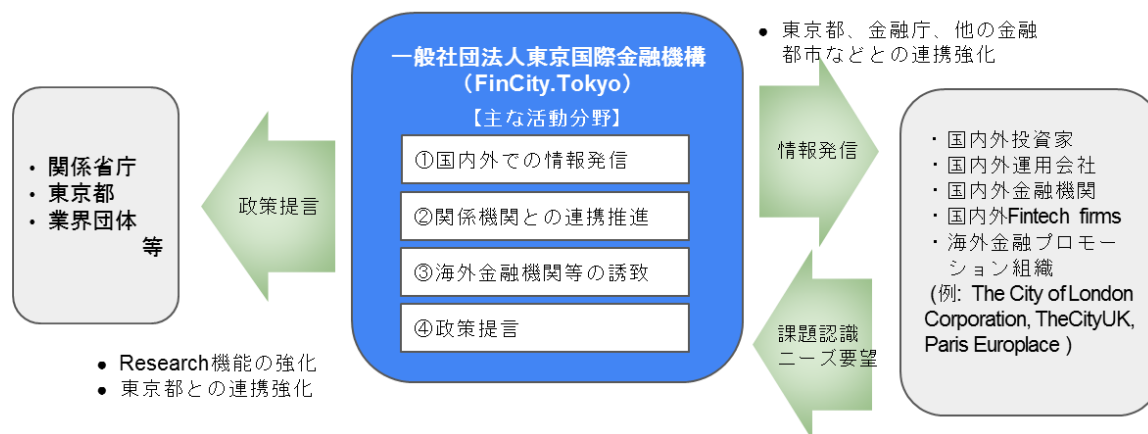 ・関係省庁
・東京都
・業界団体
等
政策提言
● Research機能の強化
● 東京都との連携強化
一般社団法人東京国際金融機構
（FinCity.Tokyo）
【主な活動分野】
①国内外での情報発信
②関係機関との連携推進
③海外金融機関等の誘致
④政策提言
● 東京都、金融庁、他の金融
都市などとの連携強化
情報発信
課題認識
ニーズ要望
・国内外投資家
・国内外運用会社
・国内外金融機関
・国内外Fintech firms
・海外金融プロモー
ション組織
(例: The City of London
Corporation, TheCityUK,
Paris Europlace )